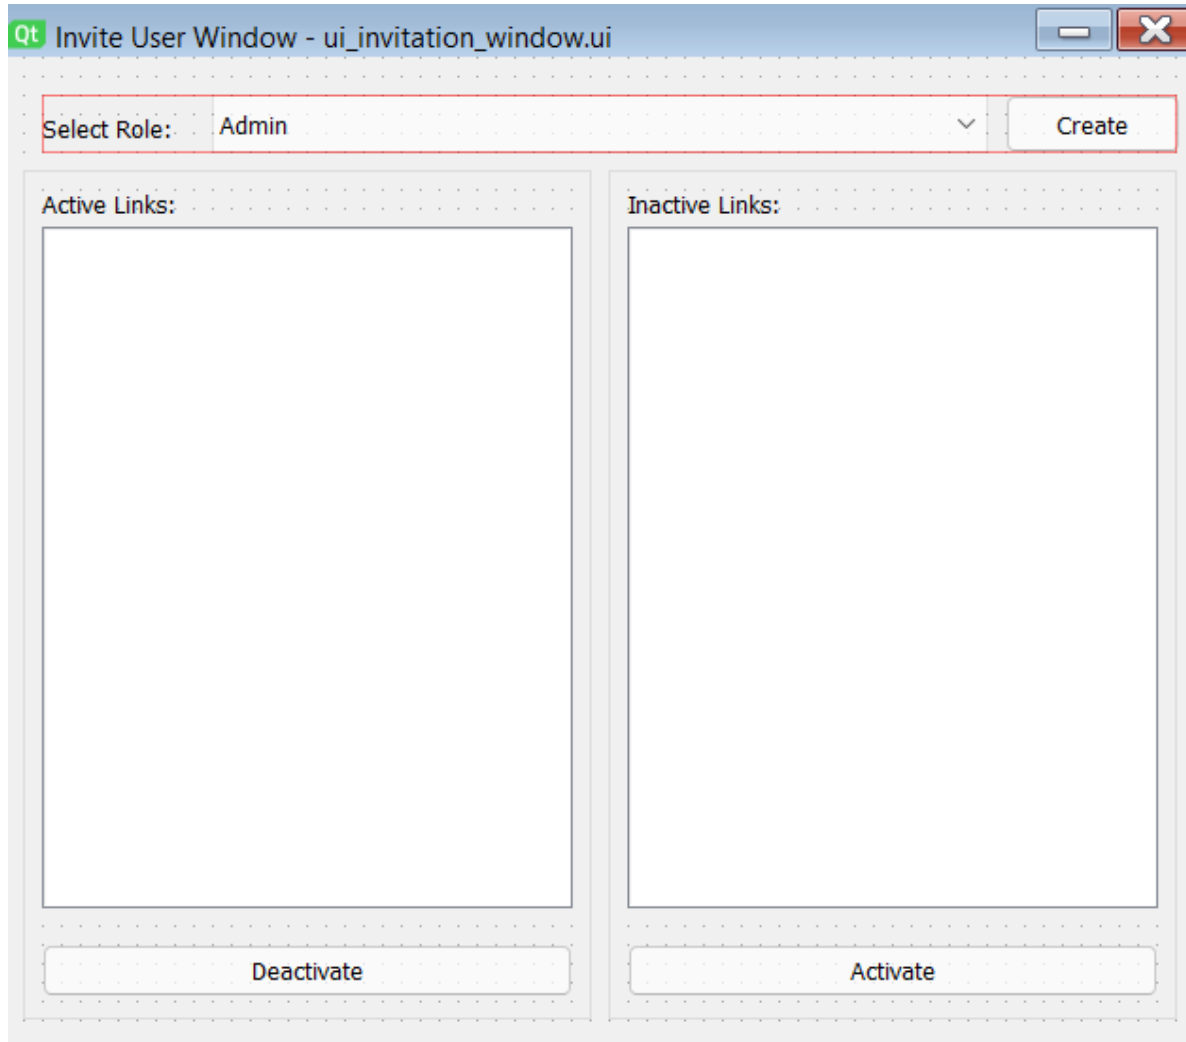 Qt Invite User Window - ui_invitation_window.ui
Select Role: Admin Create
Active Links:
Inactive Links:
Deactivate
Activate